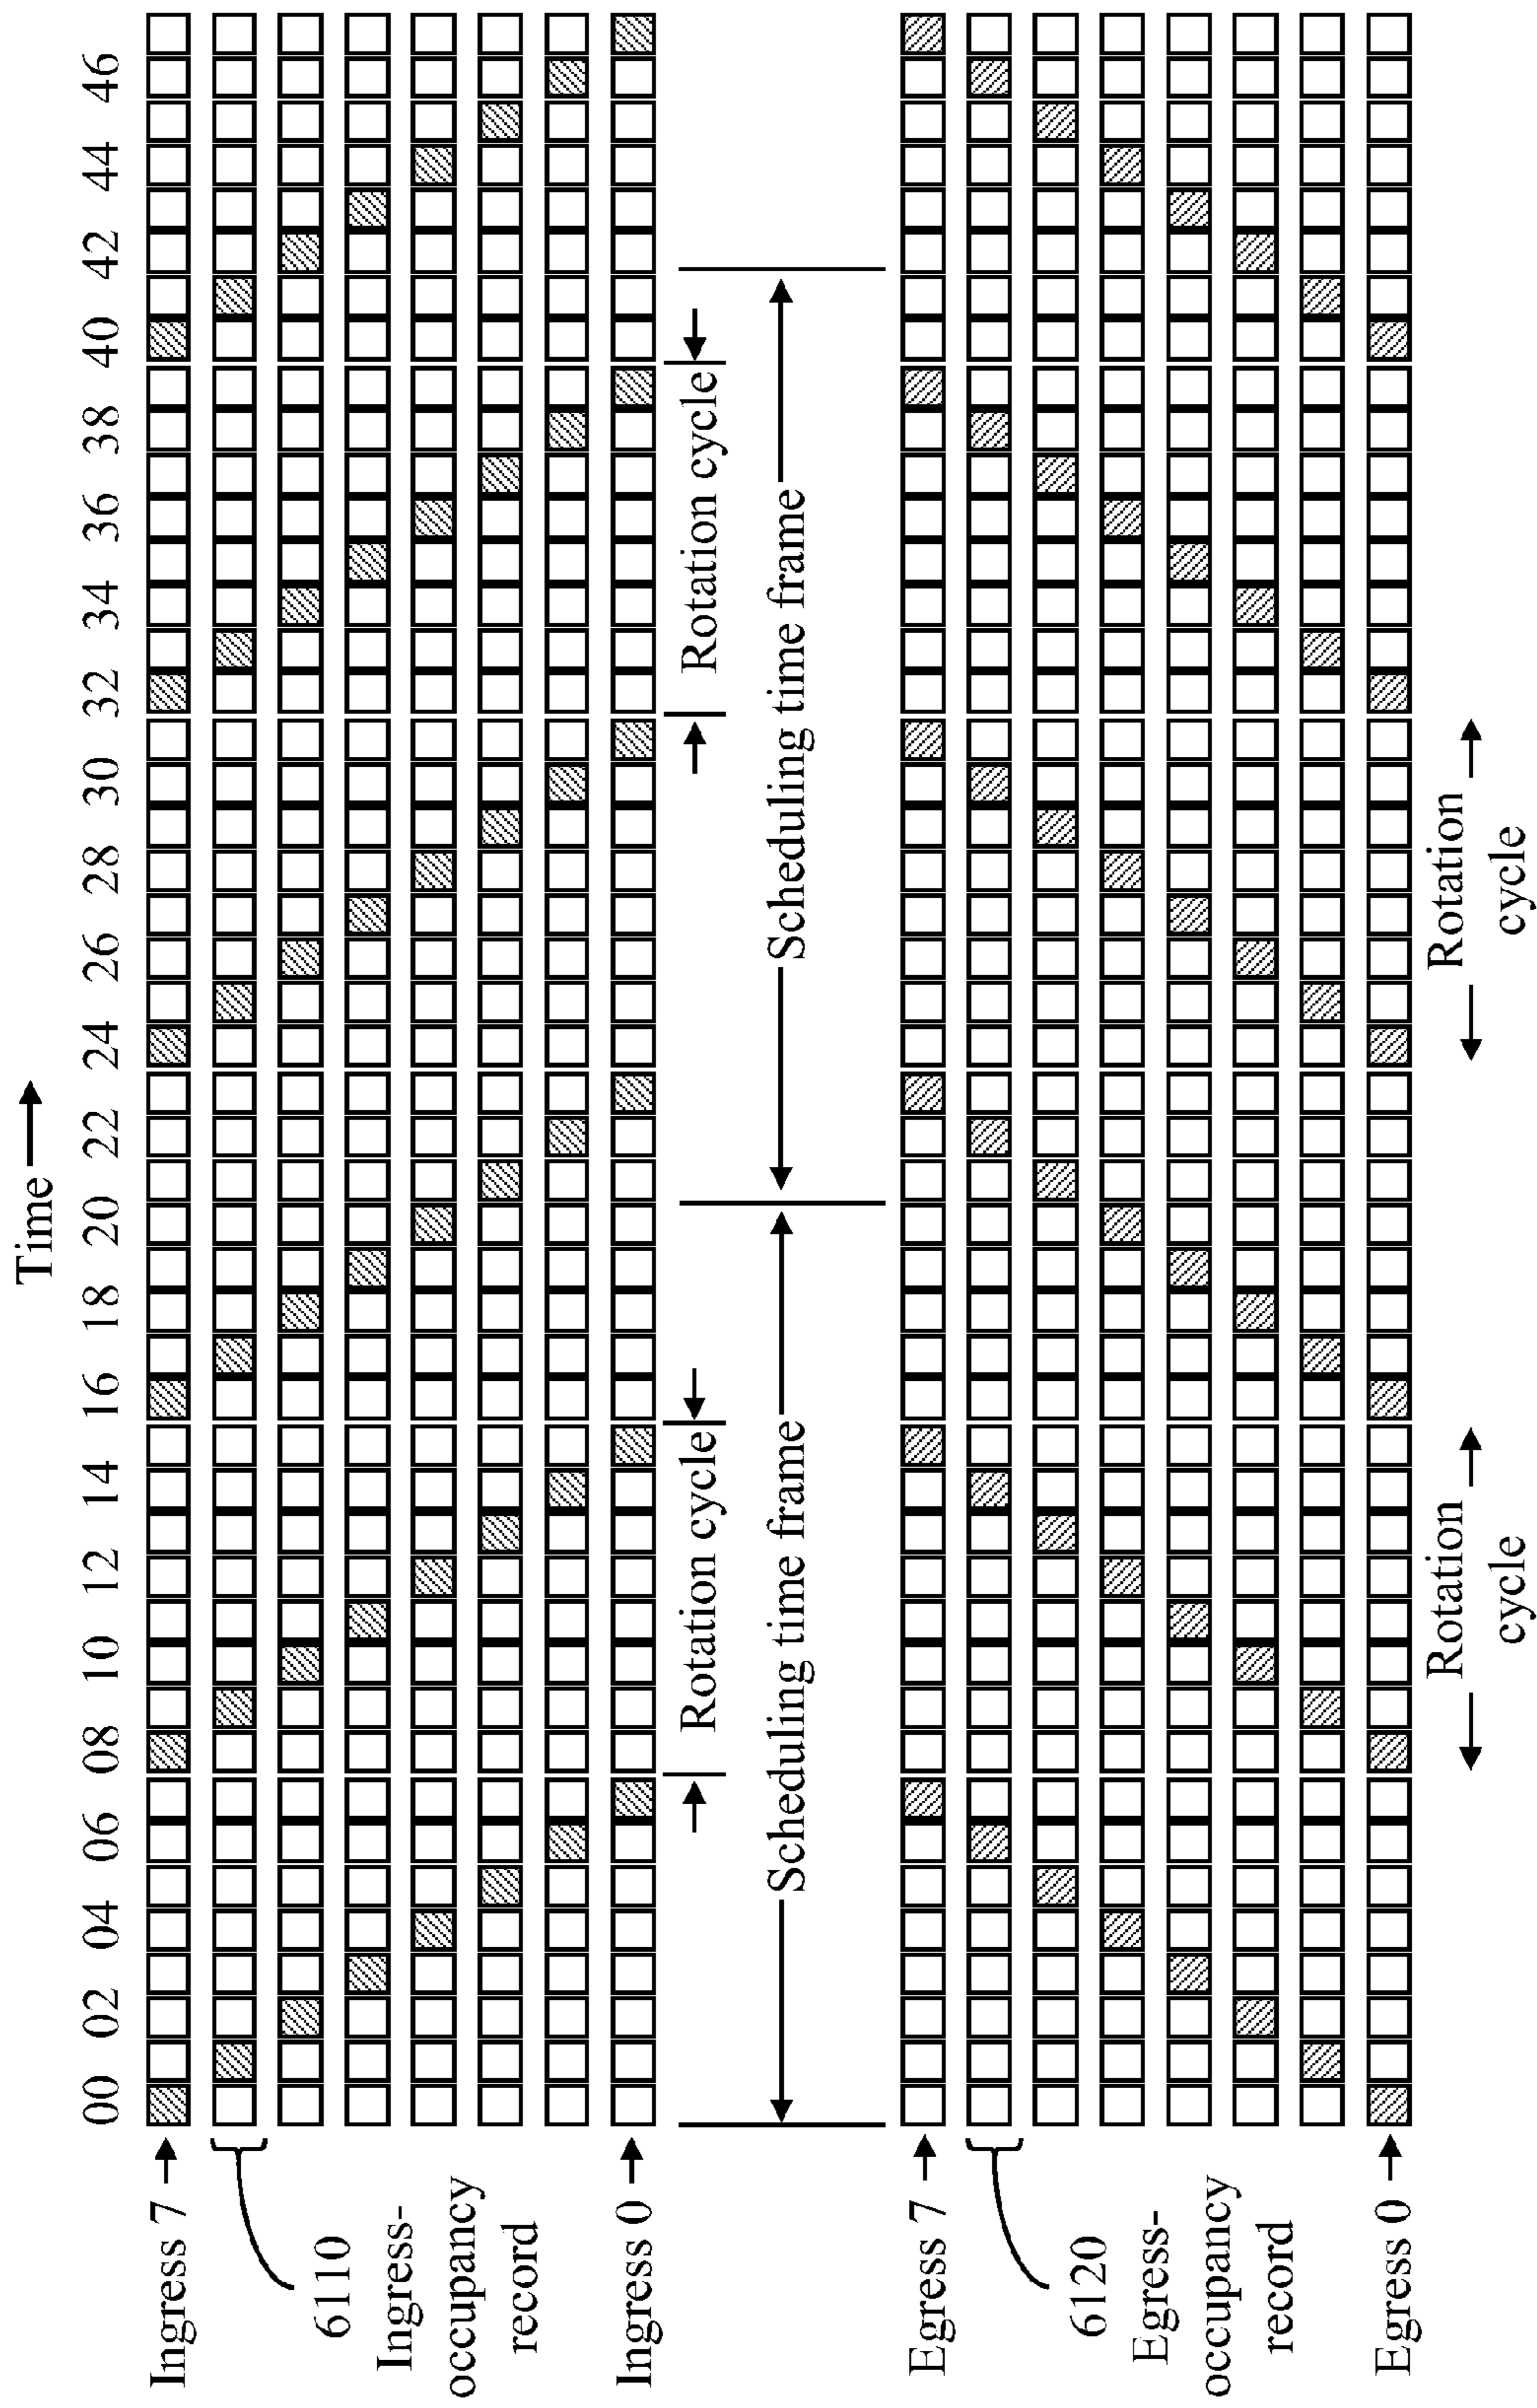 Time
00 02 04 06 08 10 12 14 16 18 20 22 24 26 28 30 32 34 36 38 40 42 44 46
Ingress 7
6110
Ingress-
occupancy
record
Ingress 0
Rotation cycle
Rotation cycle
Scheduling time frame
Scheduling time frame
Egress 7
6120
Egress-
occupancy
record
Egress 0
Rotation
cycle
Rotation
cycle